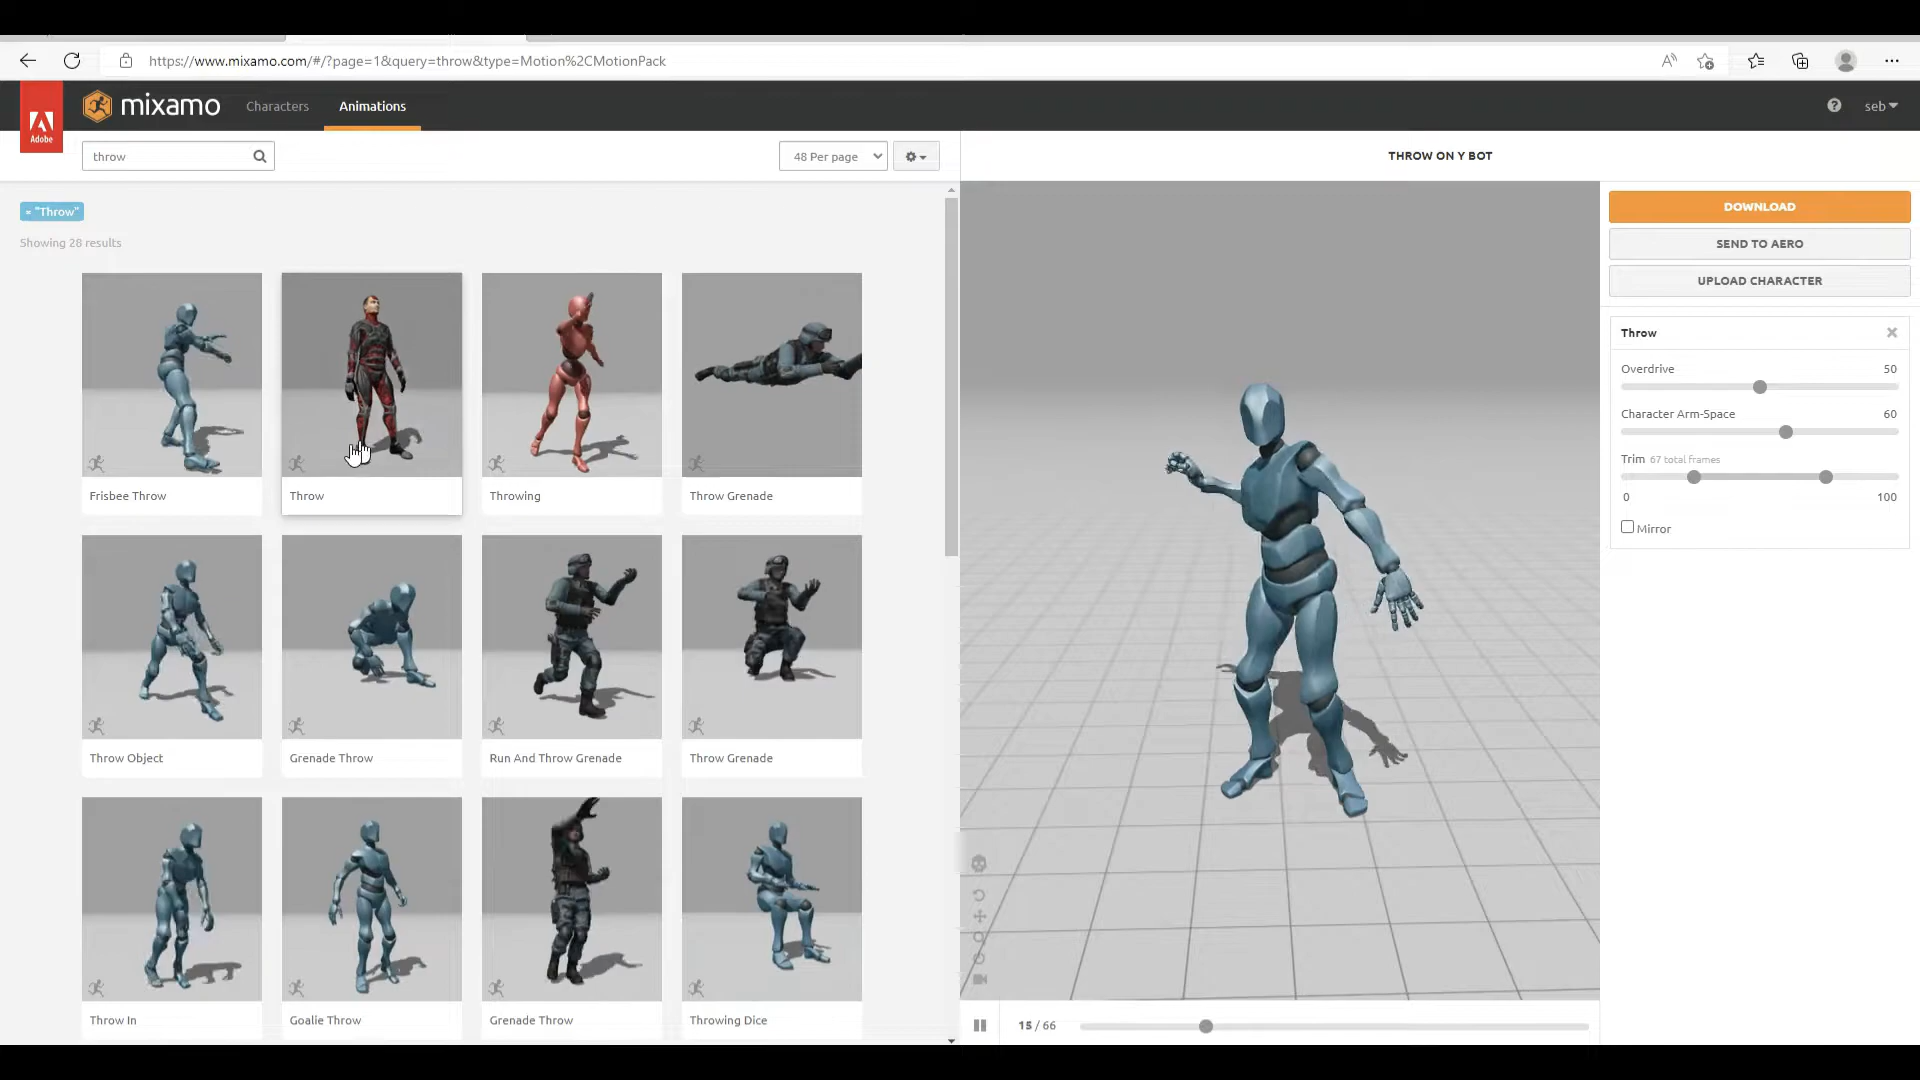 https://www.mixamo.com/#/?page=1&query=throw&type=Motion%2CMotionPack
Adobe
mixamo
Characters
Animations
seb
throw
48 Per page
THROW ON Y BOT
× "Throw"
Showing 28 results
DOWNLOAD
SEND TO AERO
UPLOAD CHARACTER
Throw
Overdrive 50
Character Arm-Space 60
Trim 67 total frames
0 100
Mirror
Frisbee Throw
Throw
Throwing
Throw Grenade
Throw Object
Grenade Throw
Run And Throw Grenade
Throw Grenade
Throw In
Goalie Throw
Grenade Throw
Throwing Dice
15 / 66